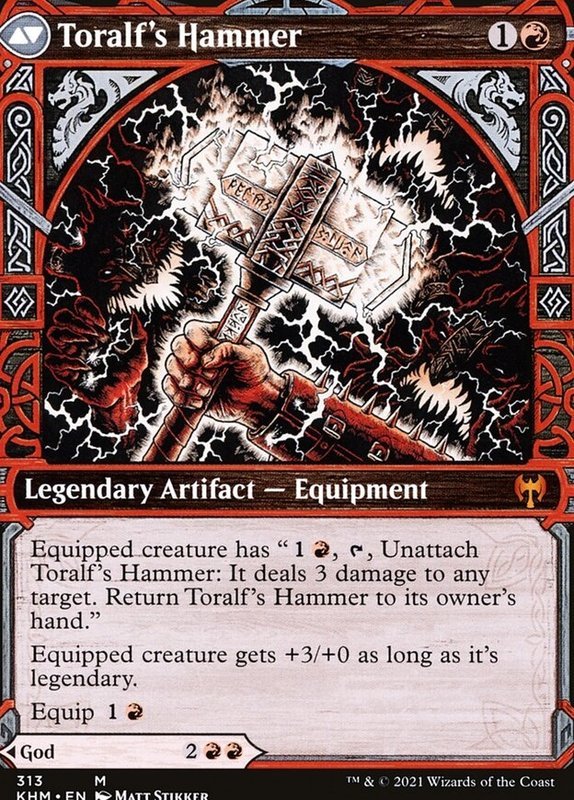 Toralf's Hammer 1
Legendary Artifact — Equipment
Equipped creature has “1 , , Unattach
Toralf's Hammer: It deals 3 damage to any
target. Return Toralf's Hammer to its owner's
hand.”
Equipped creature gets +3/+0 as long as it's
legendary.
Equip 1
God 2
313 M
KHM • EN Matt Stikker
™ & © 2021 Wizards of the Coast